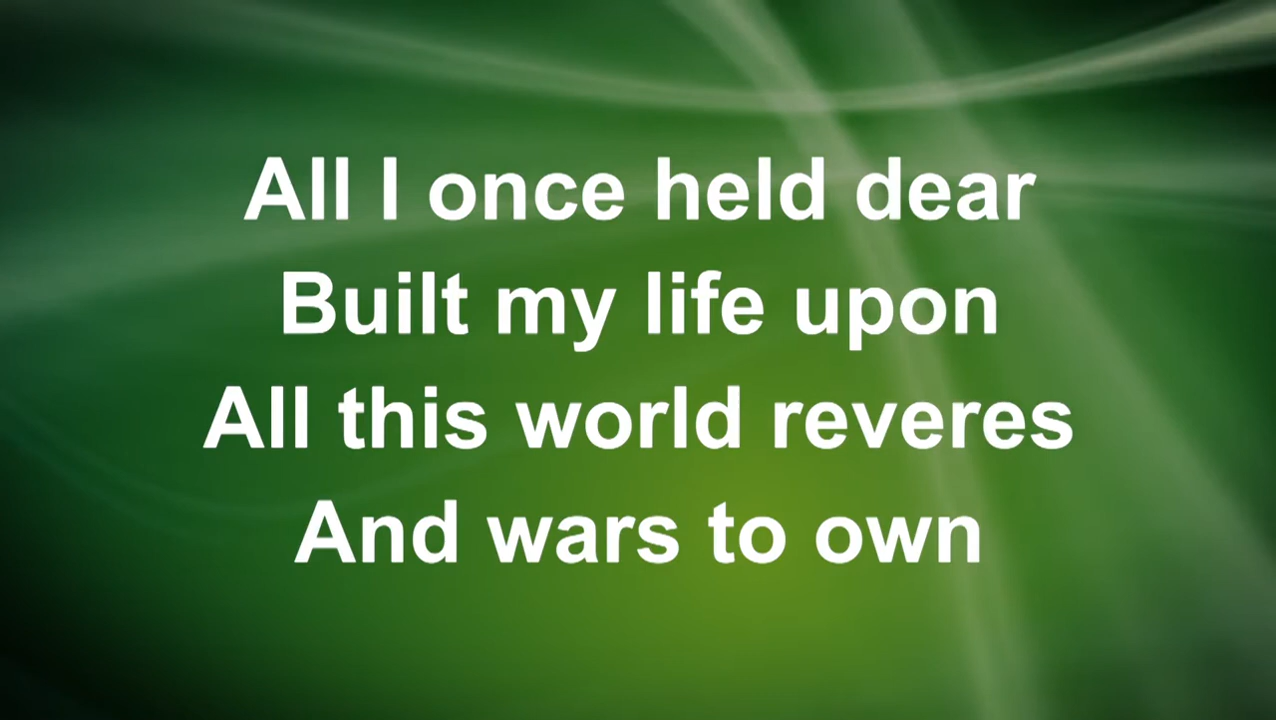 All I once held dear
Built my life upon
All this world reveres
And wars to own